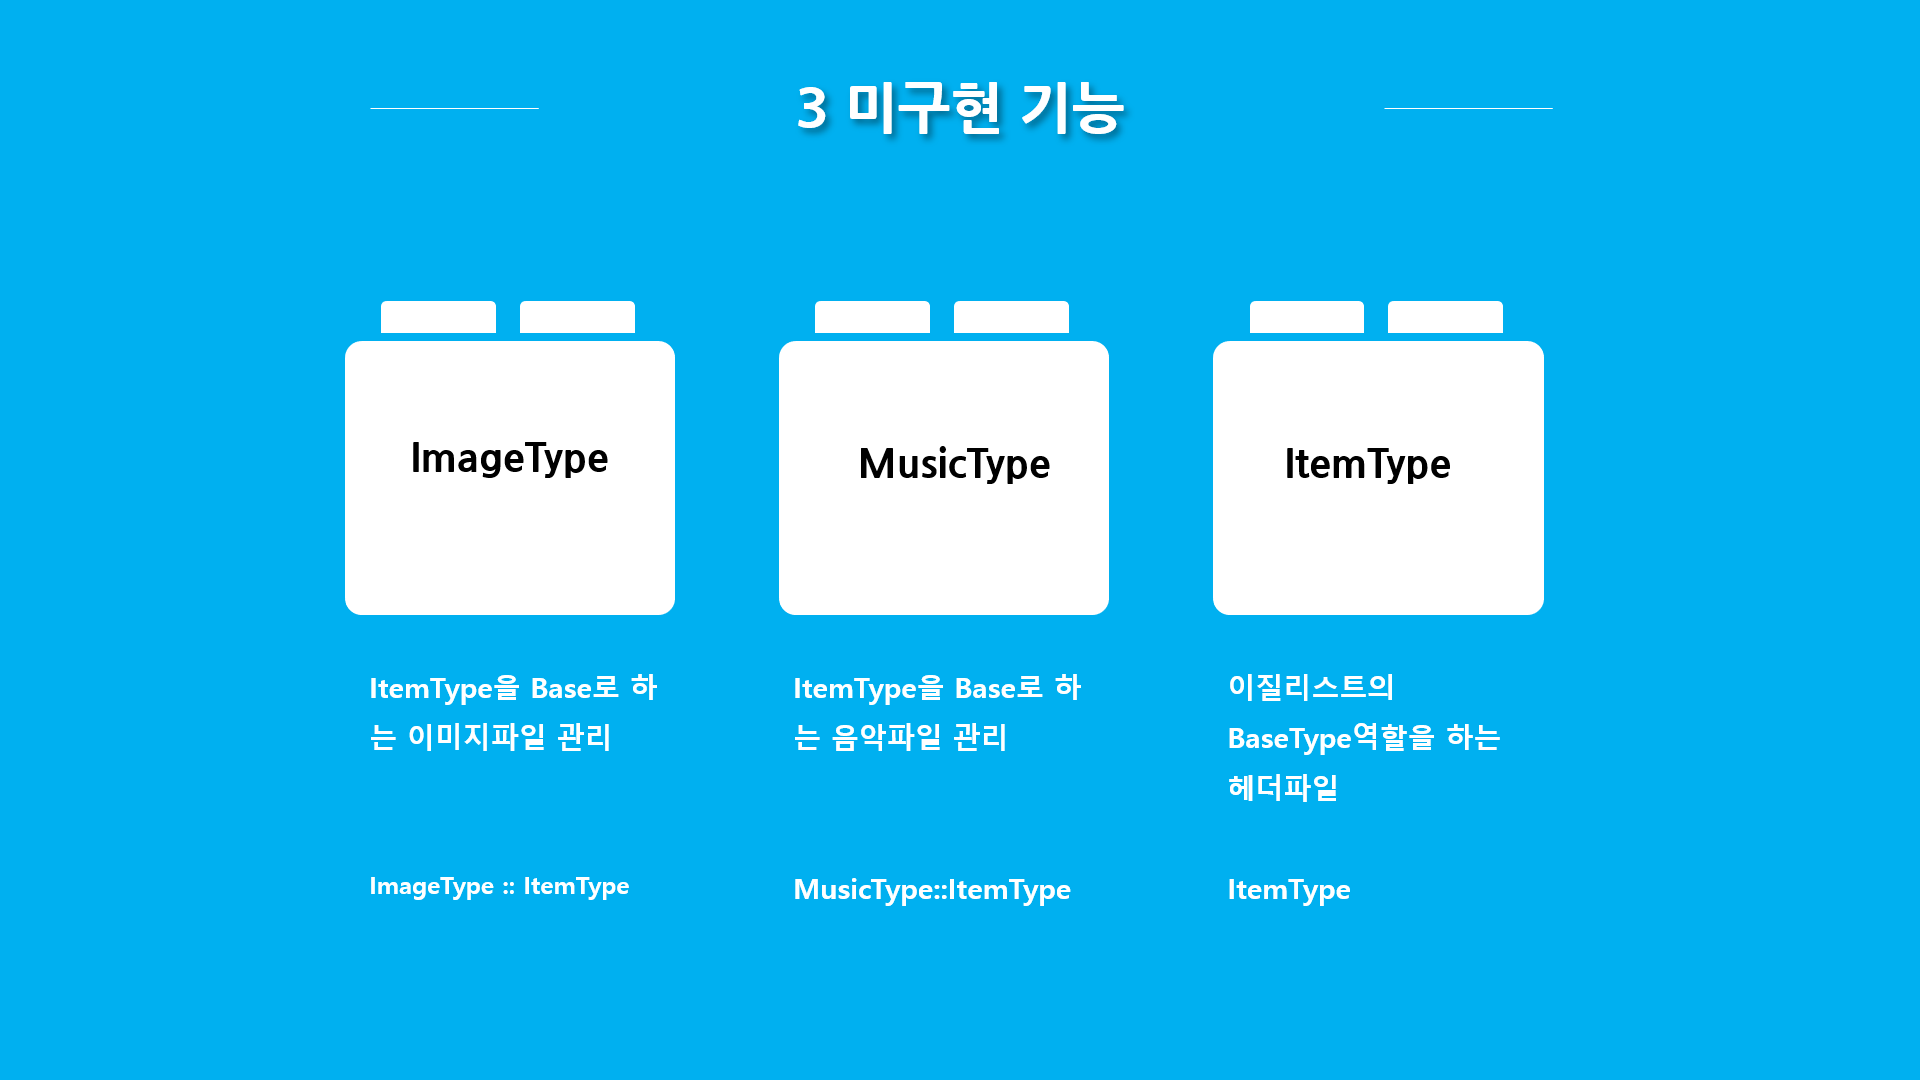 3 미구현 기능
ImageType
MusicType
ItemType
ItemType을 Base로 하
는 이미지파일 관리
ImageType :: ItemType
ItemType을 Base로 하
는 음악파일 관리
MusicType::ItemType
이질리스트의
BaseType역할을 하는
헤더파일
ItemType